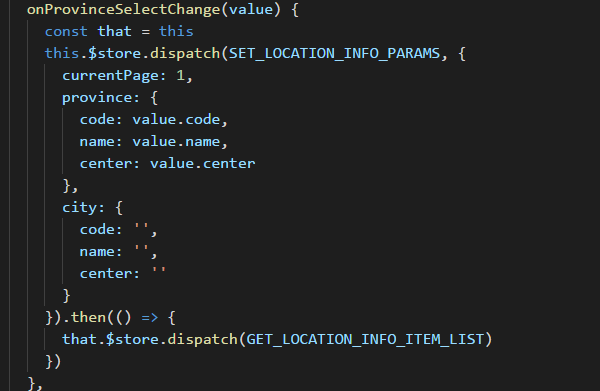 onProvinceSelectChange(value) {
const that = this
this.$store.dispatch(SET_LOCATION_INFO_PARAMS, {
currentPage: 1,
province: {
code: value.code,
name: value.name,
center: value.center
},
city: {
code: '',
name: '',
center: ''
}
}).then(() => {
that.$store.dispatch(GET_LOCATION_INFO_ITEM_LIST)
})
},